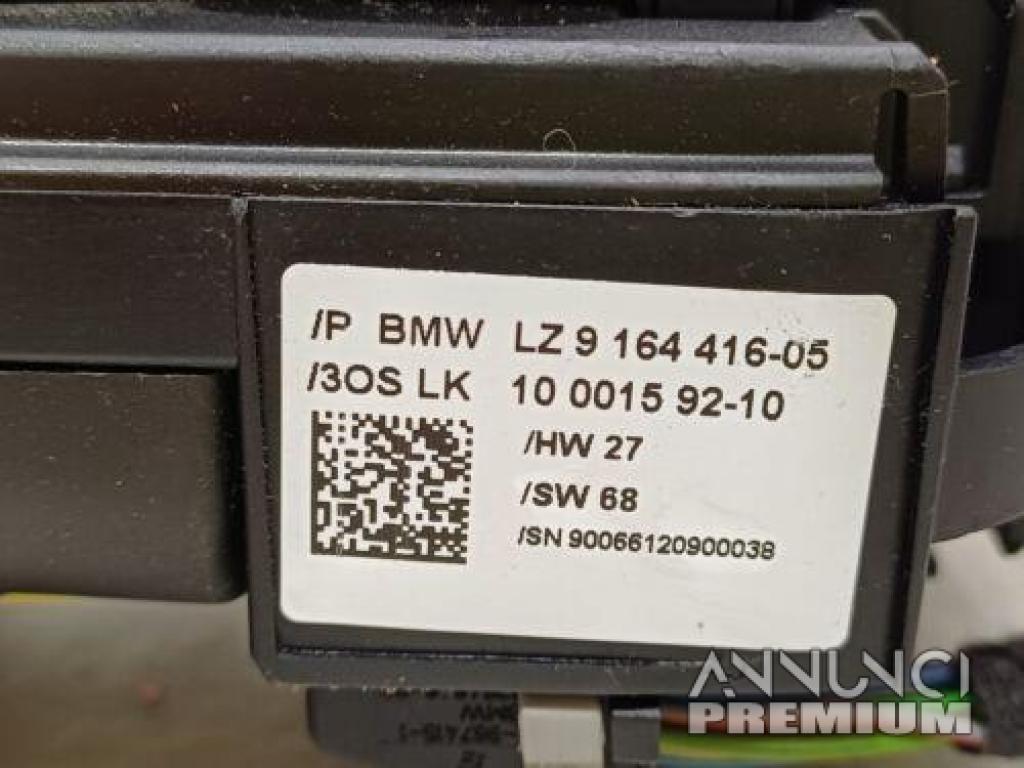 /P BMW LZ 9 164 416-05
/3OS LK 10 0015 92-10
/HW 27
/SW 68
/SN 90066120900038
ANNUNCI
PREMIUM
BMW